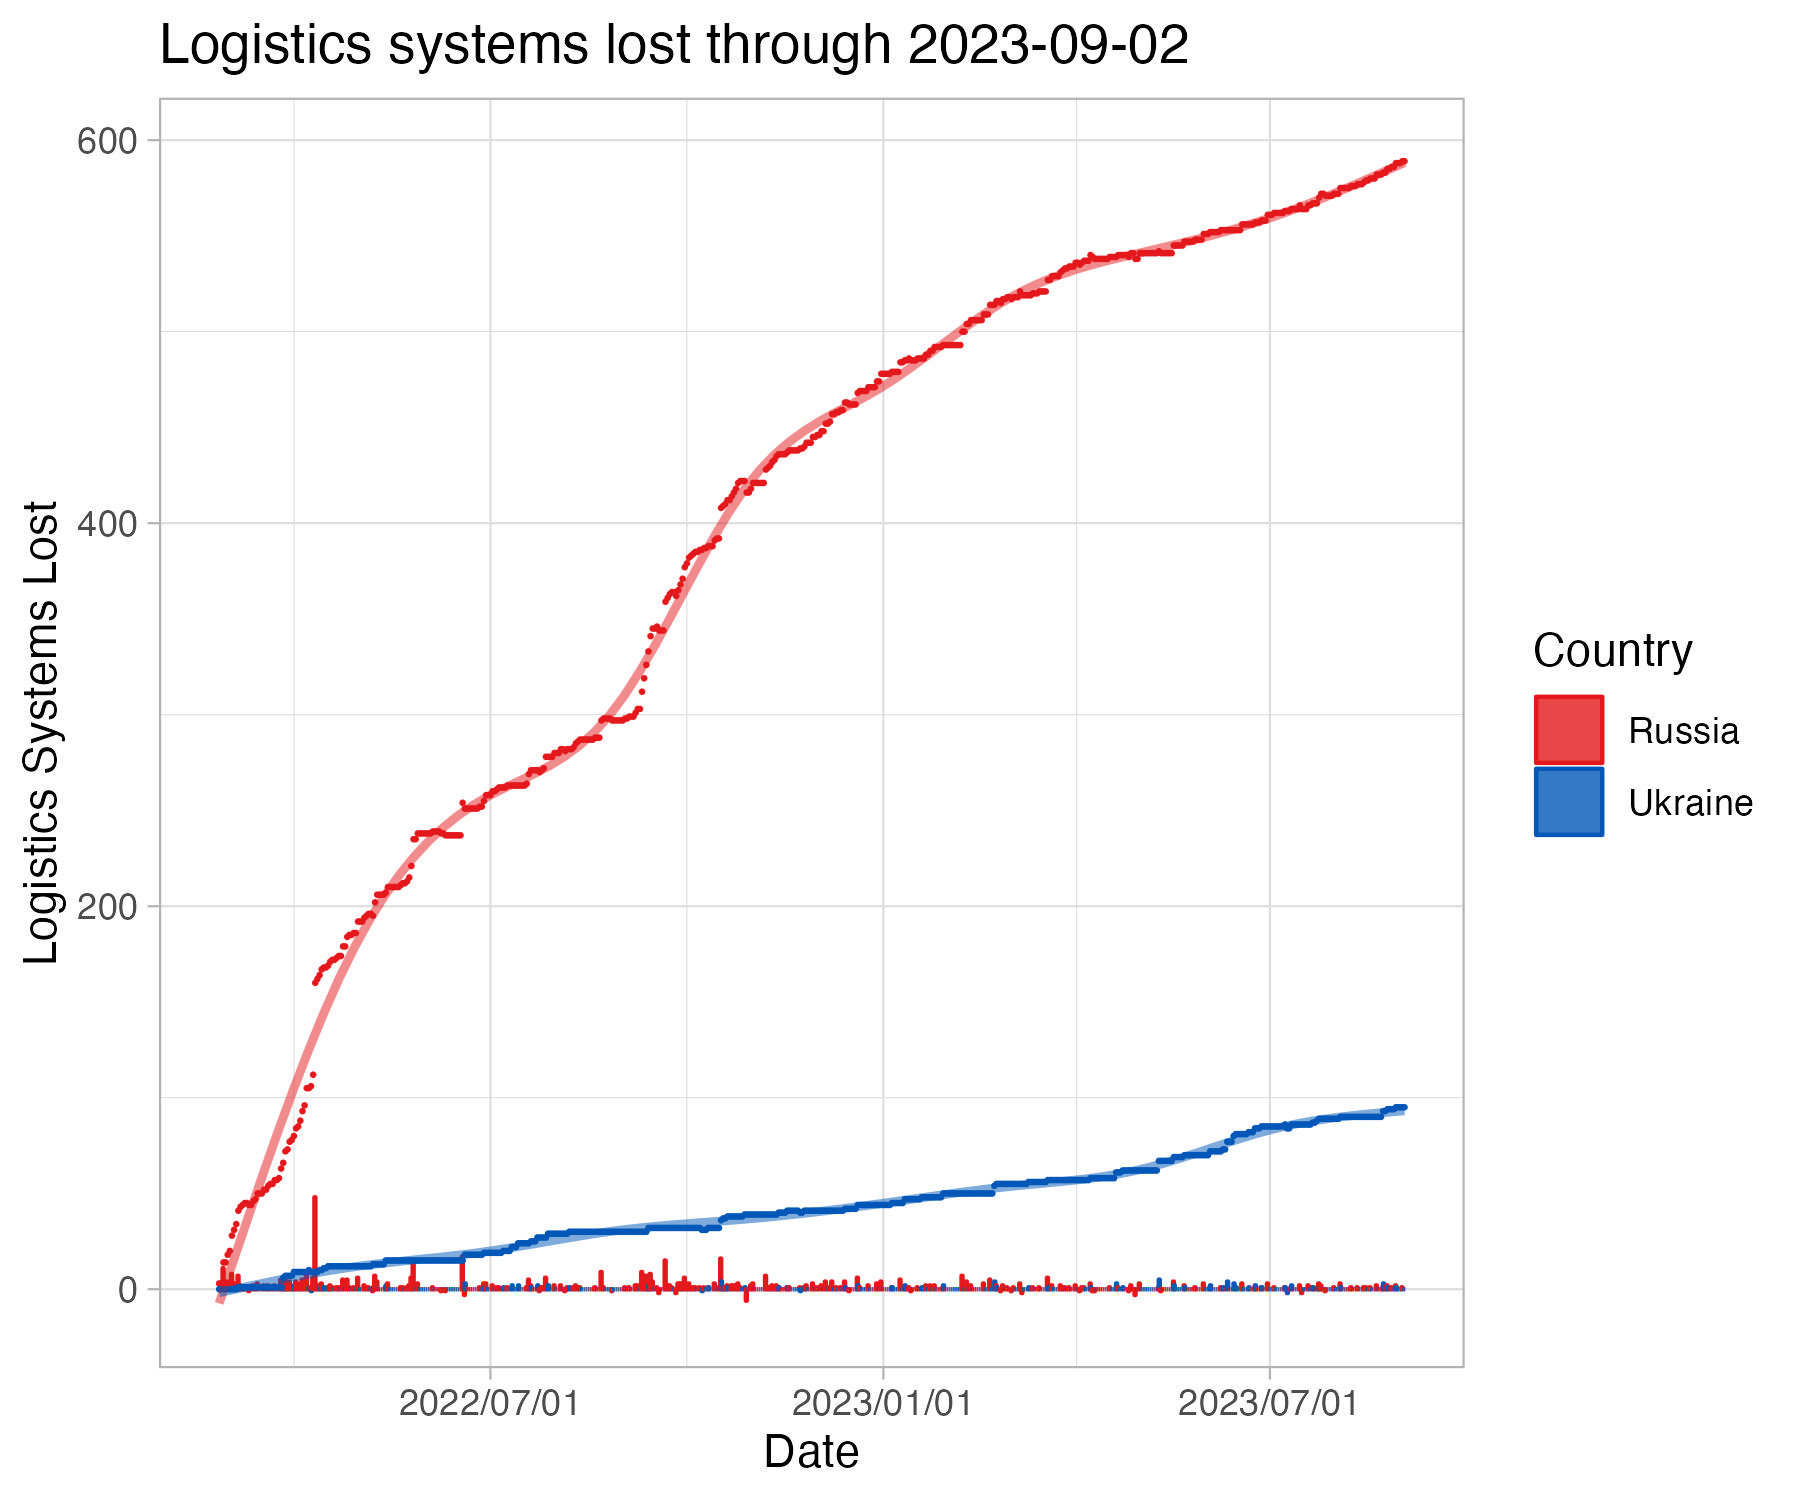 Logistics systems lost through 2023-09-02
Logistics Systems Lost
600
400
200
0
2022/07/01
2023/01/01
2023/07/01
Date
Country
Russia
Ukraine